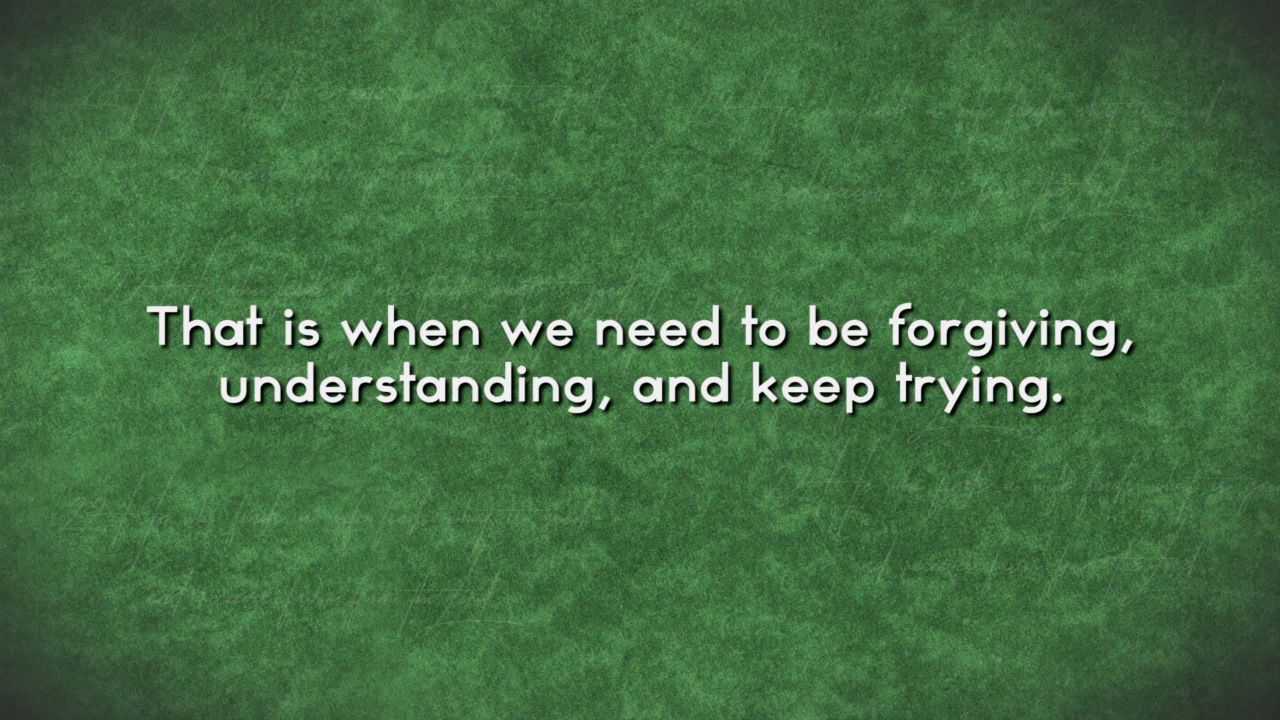 That is when we need to be forgiving,
understanding, and keep trying.